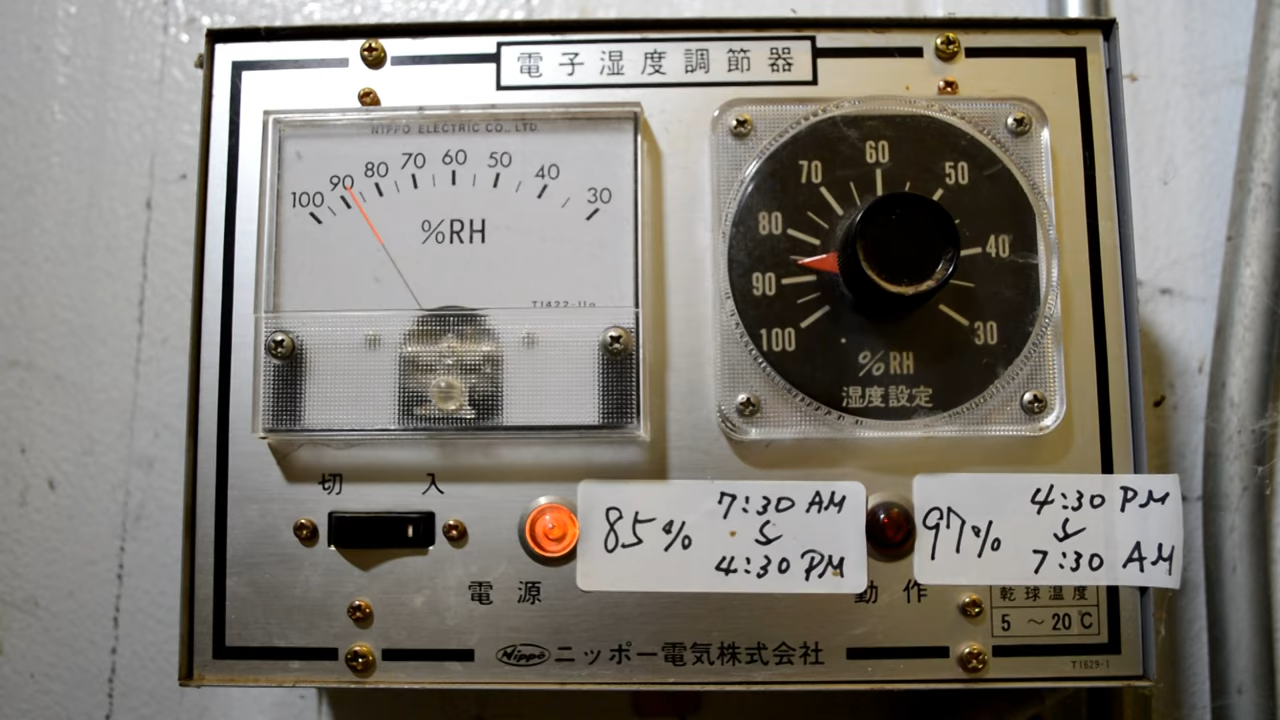 電子湿度調節器
NIPPO ELECTRIC CO., LTD.
100 90 80 70 60 50 40 30
%RH
100 90 80 70 60 50 40 30
%RH
湿度設定
切 入
85% 7:30 AM
〜
4:30 PM
97% 4:30 PM
〜
7:30 AM
電源
動作
乾球温度
5 〜 20℃
Nippo ニッポー電気株式会社
T1629-1